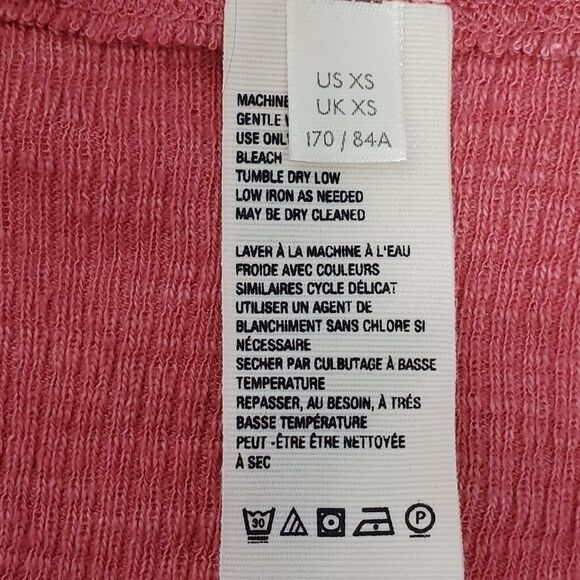 US XS
UK XS
170 / 84A
MACHINE
GENTLE
USE ONL
BLEACH
TUMBLE DRY LOW
LOW IRON AS NEEDED
MAY BE DRY CLEANED
LAVER À LA MACHINE À L'EAU
FROIDE AVEC COULEURS
SIMILAIRES CYCLE DÉLICAT
UTILISER UN AGENT DE
BLANCHIMENT SANS CHLORE SI
NÉCESSAIRE
SECHER PAR CULBUTAGE À BASSE
TEMPERATURE
REPASSER, AU BESOIN, À TRÉS
BASSE TEMPÉRATURE
PEUT -ÊTRE ÊTRE NETTOYÉE
À SEC
30 P